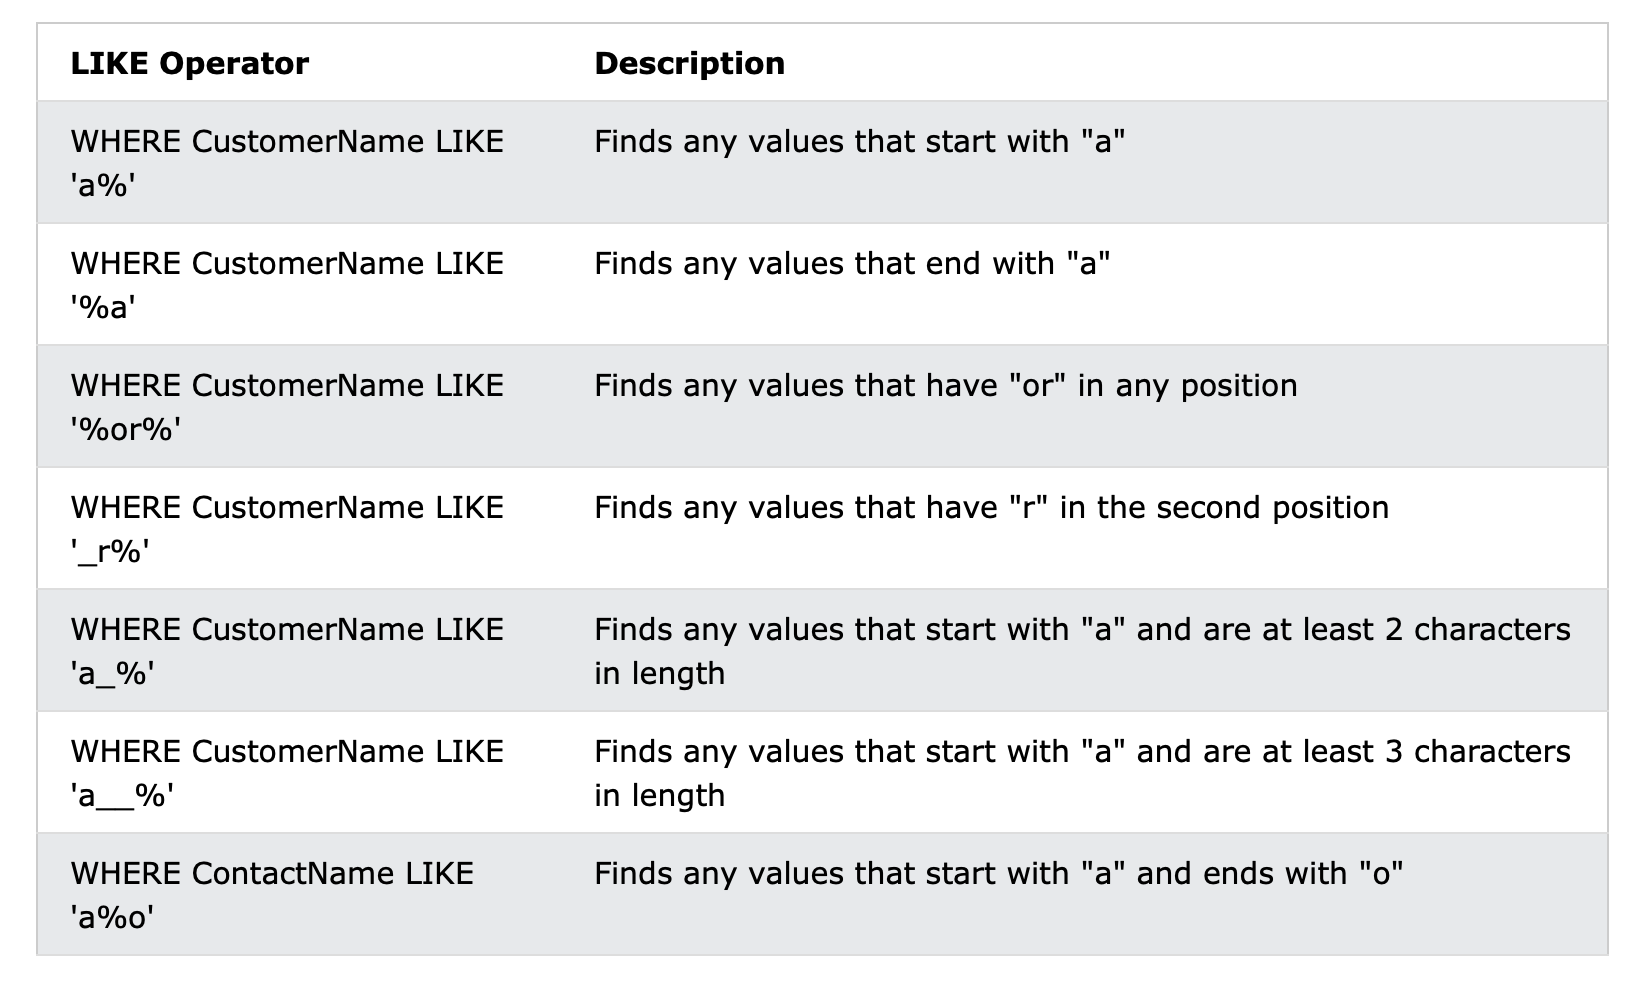 LIKE Operator Description
WHERE CustomerName LIKE Finds any values that start with "a"
'a%'
WHERE CustomerName LIKE Finds any values that end with "a"
'%a'
WHERE CustomerName LIKE Finds any values that have "or" in any position
'%or%'
WHERE CustomerName LIKE Finds any values that have "r" in the second position
'_r%'
WHERE CustomerName LIKE Finds any values that start with "a" and are at least 2 characters
'a_%' in length
WHERE CustomerName LIKE Finds any values that start with "a" and are at least 3 characters
'a__%' in length
WHERE ContactName LIKE Finds any values that start with "a" and ends with "o"
'a%o'